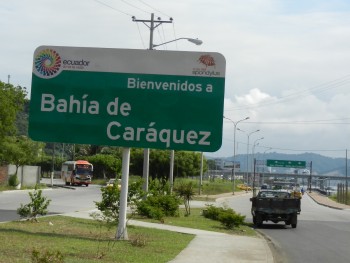 ecuador
Bienvenidos a
Bahía de
Caráquez